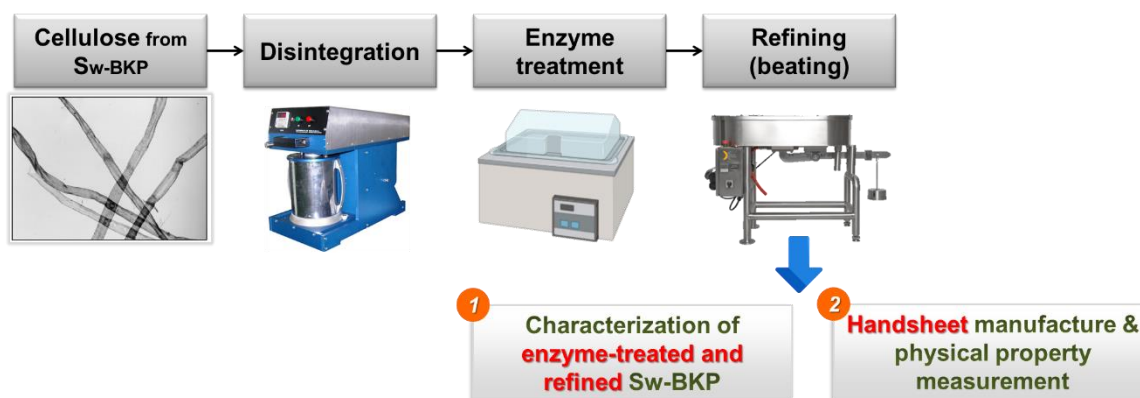 Cellulose from
Sw-BKP
Disintegration
Enzyme
treatment
Refining
(beating)
1
Characterization of
enzyme-treated and
refined Sw-BKP
2
Handsheet manufacture &
physical property
measurement